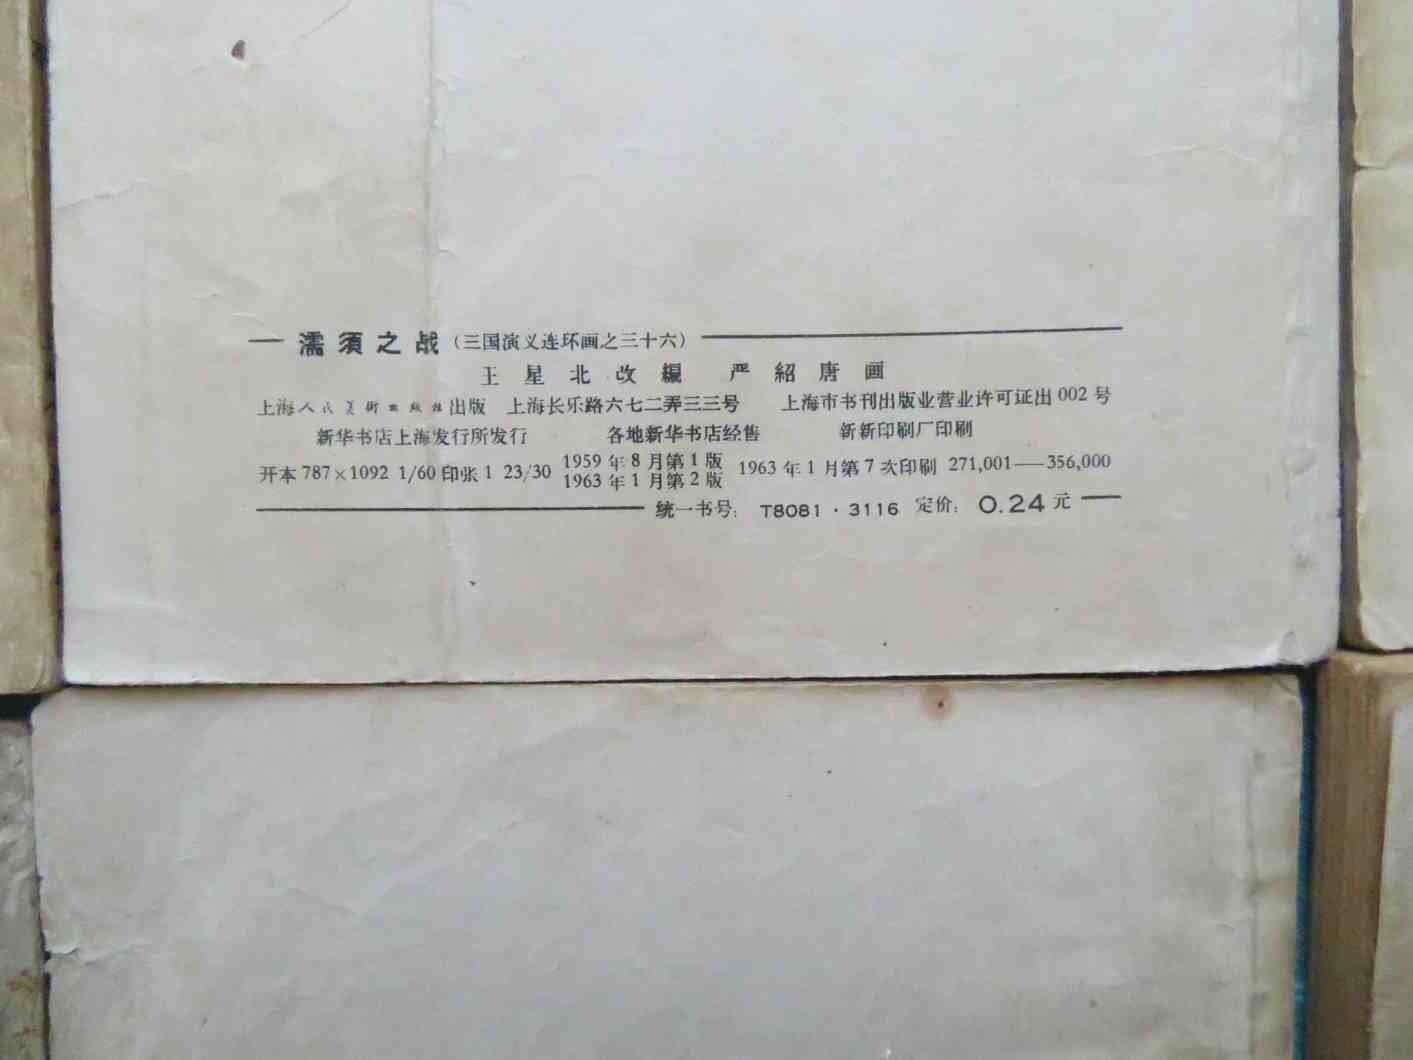 濡須之战(三国演义连环画之三十六)
王星北改編 严紹唐画
上海人民美術出版社出版 上海长乐路六七二弄三三号 上海市书刊出版业营业许可证出002号
新华书店上海发行所发行 各地新华书店经售 新新印刷厂印刷
开本787×1092 1/60印张1 23/30 1959年8月第1版 1963年1月第7次印刷 271,001—356,000
1963年1月第2版
统一书号: T8081·3116 定价: 0.24元